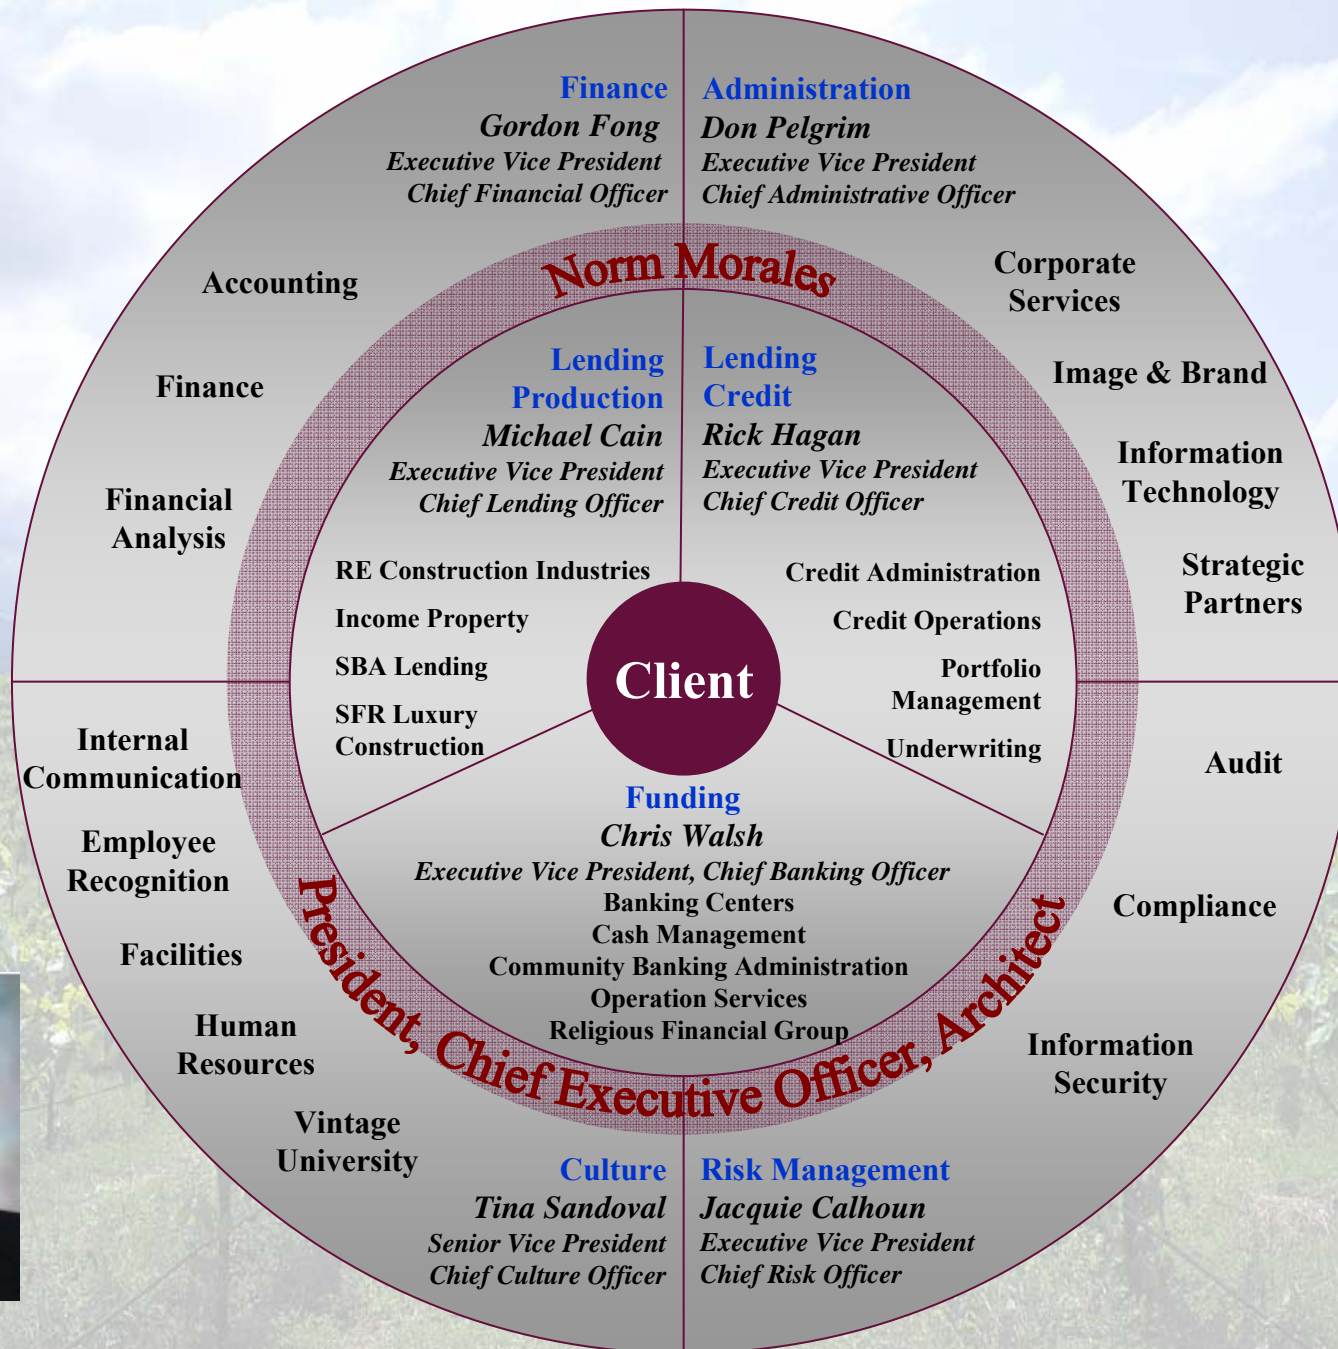 Finance
Gordon Fong
Executive Vice President
Chief Financial Officer
Accounting
Finance
Financial
Analysis
Administration
Don Pelgrim
Executive Vice President
Chief Administrative Officer
Corporate
Services
Image & Brand
Information
Technology
Strategic
Partners
Norm Morales
Lending
Production
Michael Cain
Executive Vice President
Chief Lending Officer
RE Construction Industries
Income Property
SBA Lending
SFR Luxury
Construction
Lending
Credit
Rick Hagan
Executive Vice President
Chief Credit Officer
Credit Administration
Credit Operations
Portfolio
Management
Underwriting
Client
Funding
Chris Walsh
Executive Vice President, Chief Banking Officer
Banking Centers
Cash Management
Community Banking Administration
Operation Services
Religious Financial Group
President, Chief Executive Officer, Architect
Internal
Communication
Employee
Recognition
Facilities
Human
Resources
Vintage
University
Culture
Tina Sandoval
Senior Vice President
Chief Culture Officer
Audit
Compliance
Information
Security
Risk Management
Jacquie Calhoun
Executive Vice President
Chief Risk Officer